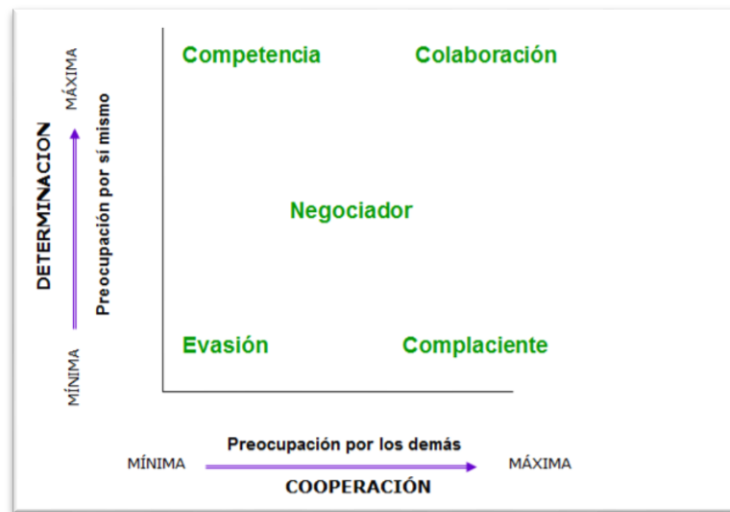 Competencia
Colaboración
MÁXIMA
DETERMINACION
Preocupación por sí mismo
Negociador
MÍNIMA
Evasión
Complaciente
Preocupación por los demás
MÍNIMA
MÁXIMA
COOPERACIÓN